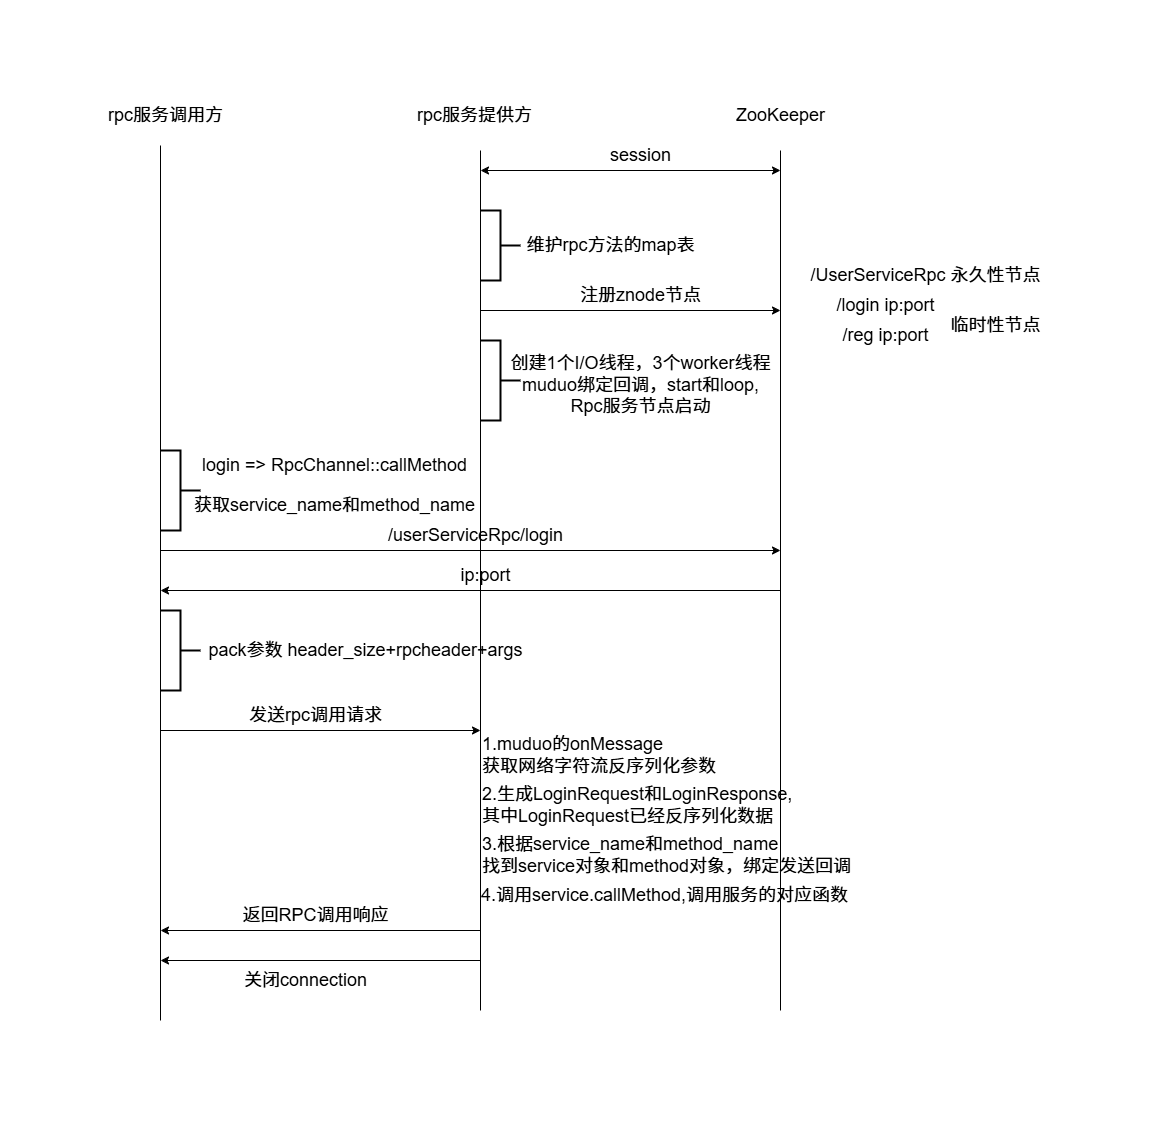 rpc服务调用方
rpc服务提供方
ZooKeeper
session
维护rpc方法的map表
/UserServiceRpc 永久性节点
注册znode节点
/login ip:port
临时性节点
/reg ip:port
创建1个I/O线程，3个worker线程
muduo绑定回调，start和loop,
Rpc服务节点启动
login => RpcChannel::callMethod
获取service_name和method_name
/userServiceRpc/login
ip:port
pack参数 header_size+rpcheader+args
发送rpc调用请求
1.muduo的onMessage
获取网络字符流反序列化参数
2.生成LoginRequest和LoginResponse,
其中LoginRequest已经反序列化数据
3.根据service_name和method_name
找到service对象和method对象，绑定发送回调
4.调用service.callMethod,调用服务的对应函数
返回RPC调用响应
关闭connection